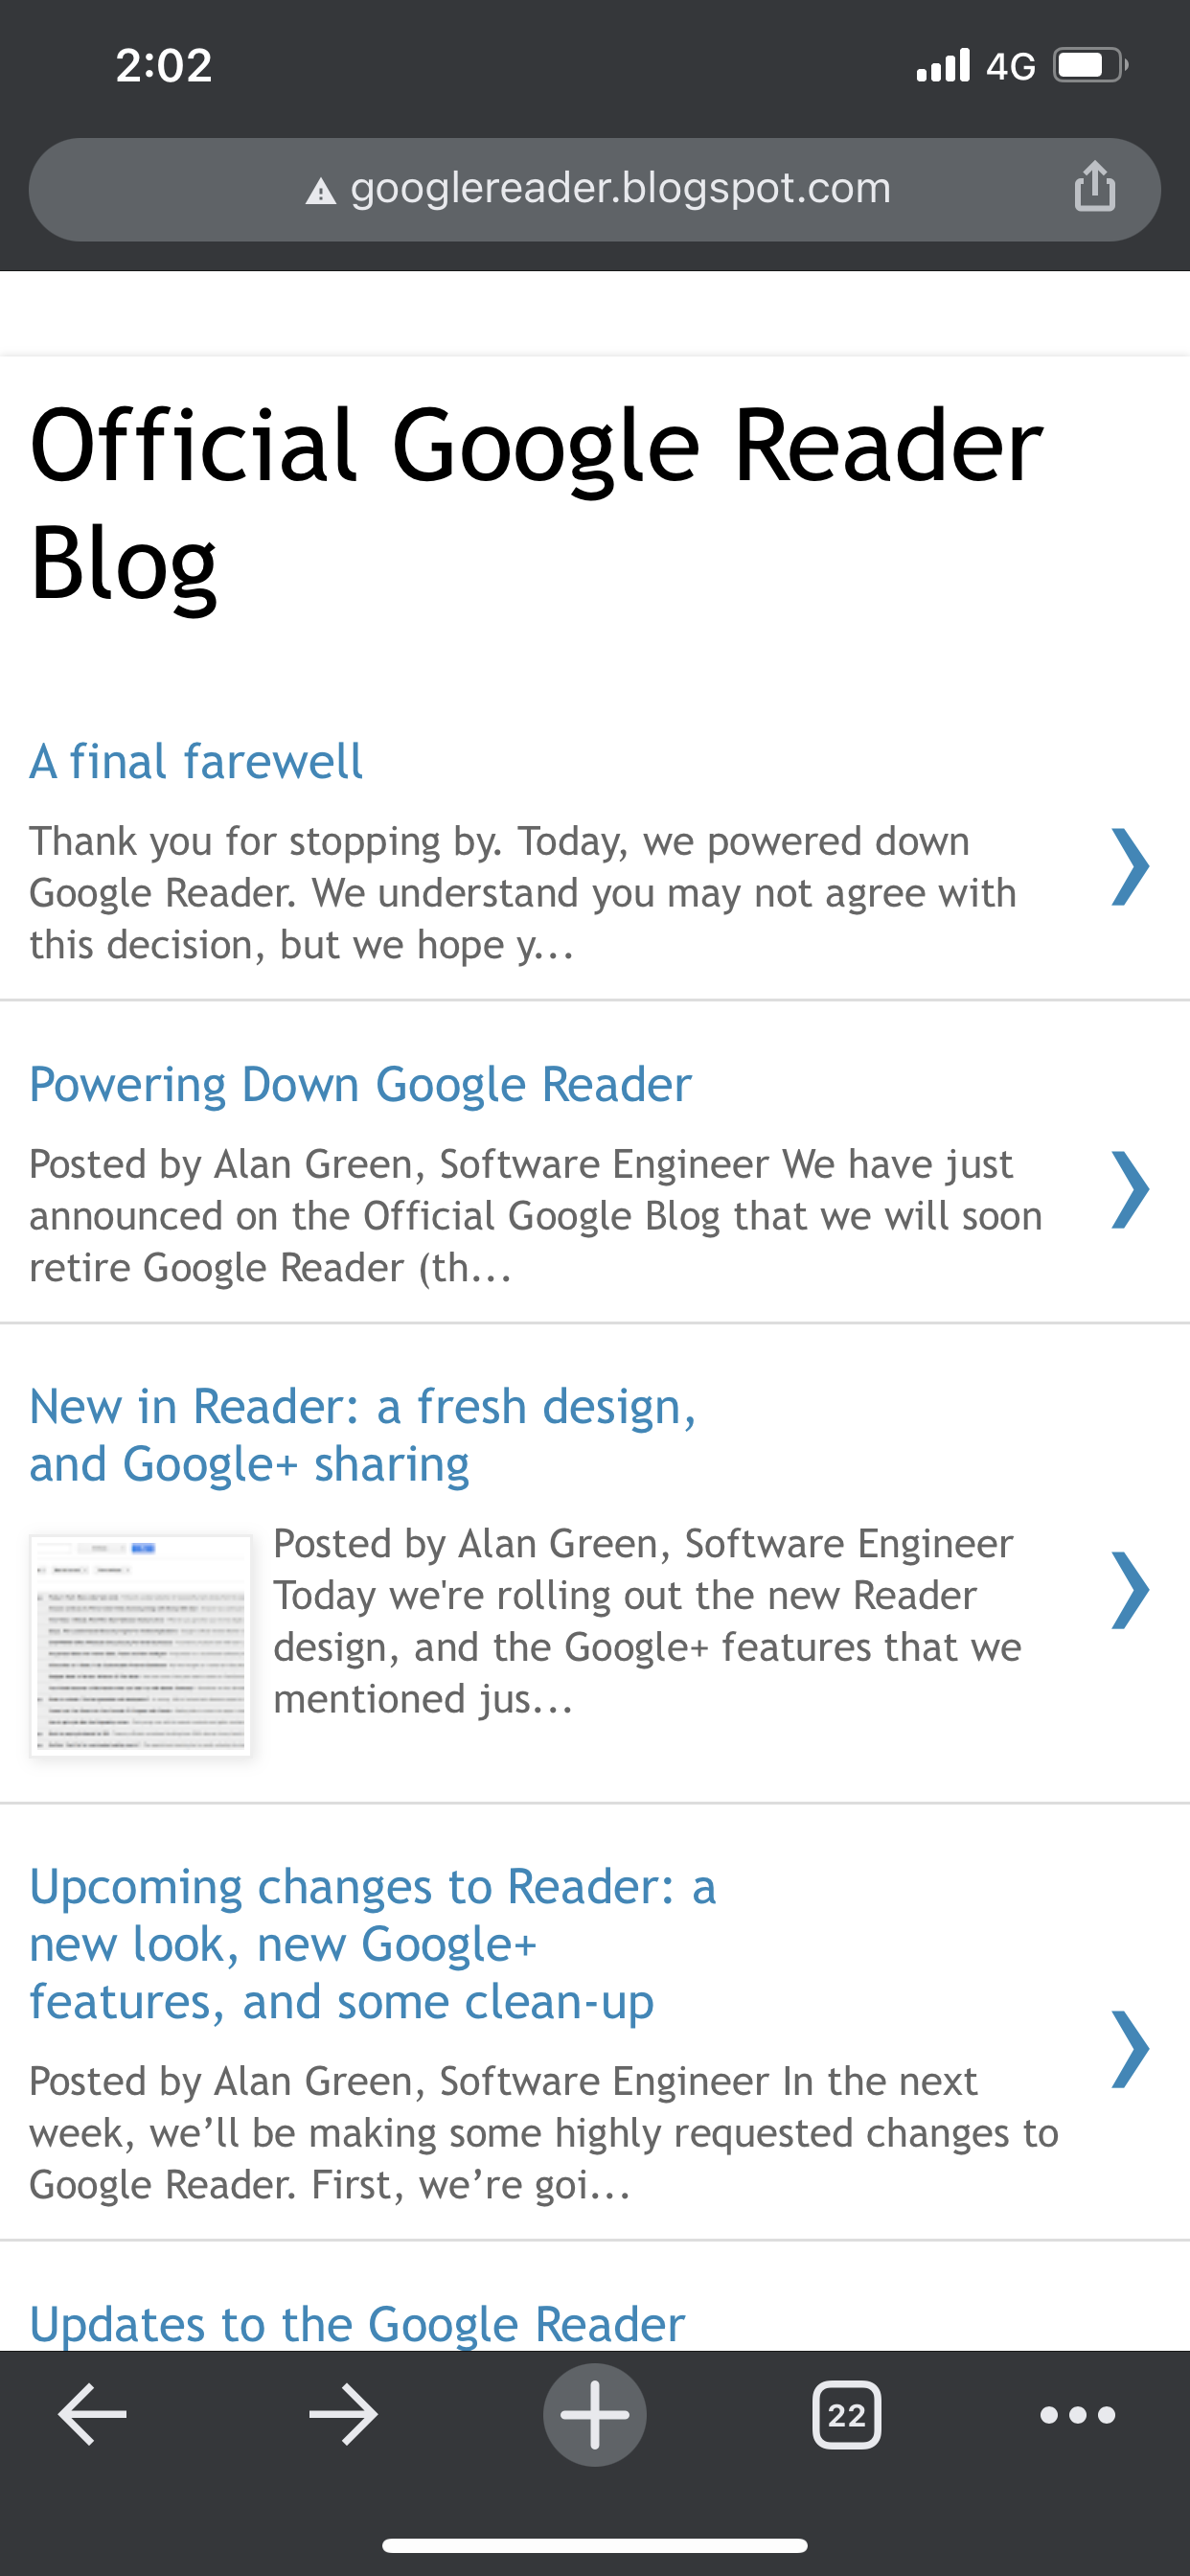 2:02
4G
googlereader.blogspot.com
Official Google Reader
Blog
A final farewell
Thank you for stopping by. Today, we powered down
Google Reader. We understand you may not agree with
this decision, but we hope y...
Powering Down Google Reader
Posted by Alan Green, Software Engineer We have just
announced on the Official Google Blog that we will soon
retire Google Reader (th...
New in Reader: a fresh design,
and Google+ sharing
Posted by Alan Green, Software Engineer
Today we're rolling out the new Reader
design, and the Google+ features that we
mentioned jus...
Upcoming changes to Reader: a
new look, new Google+
features, and some clean-up
Posted by Alan Green, Software Engineer In the next
week, we’ll be making some highly requested changes to
Google Reader. First, we’re goi...
Updates to the Google Reader
22